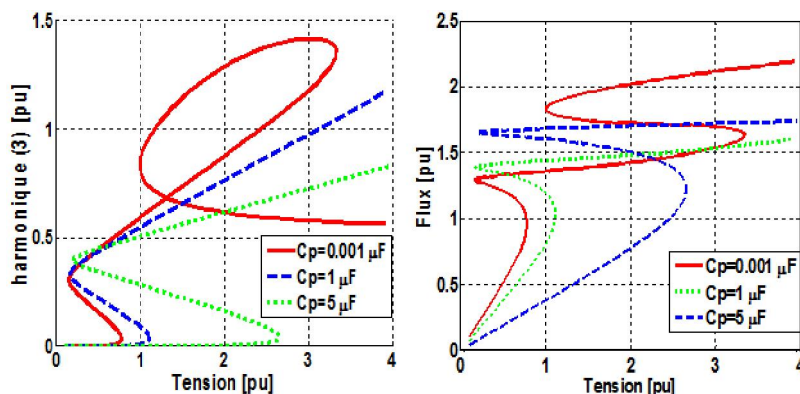 1.5
1
0.5
0
harmonique (3) [pu]
Cp=0.001 µF
Cp=1 µF
Cp=5 µF
0 1 2 3 4
Tension [pu]
2.5
2
1.5
1
0.5
0
Flux [pu]
Cp=0.001 µF
Cp=1 µF
Cp=5 µF
0 1 2 3 4
Tension [pu]